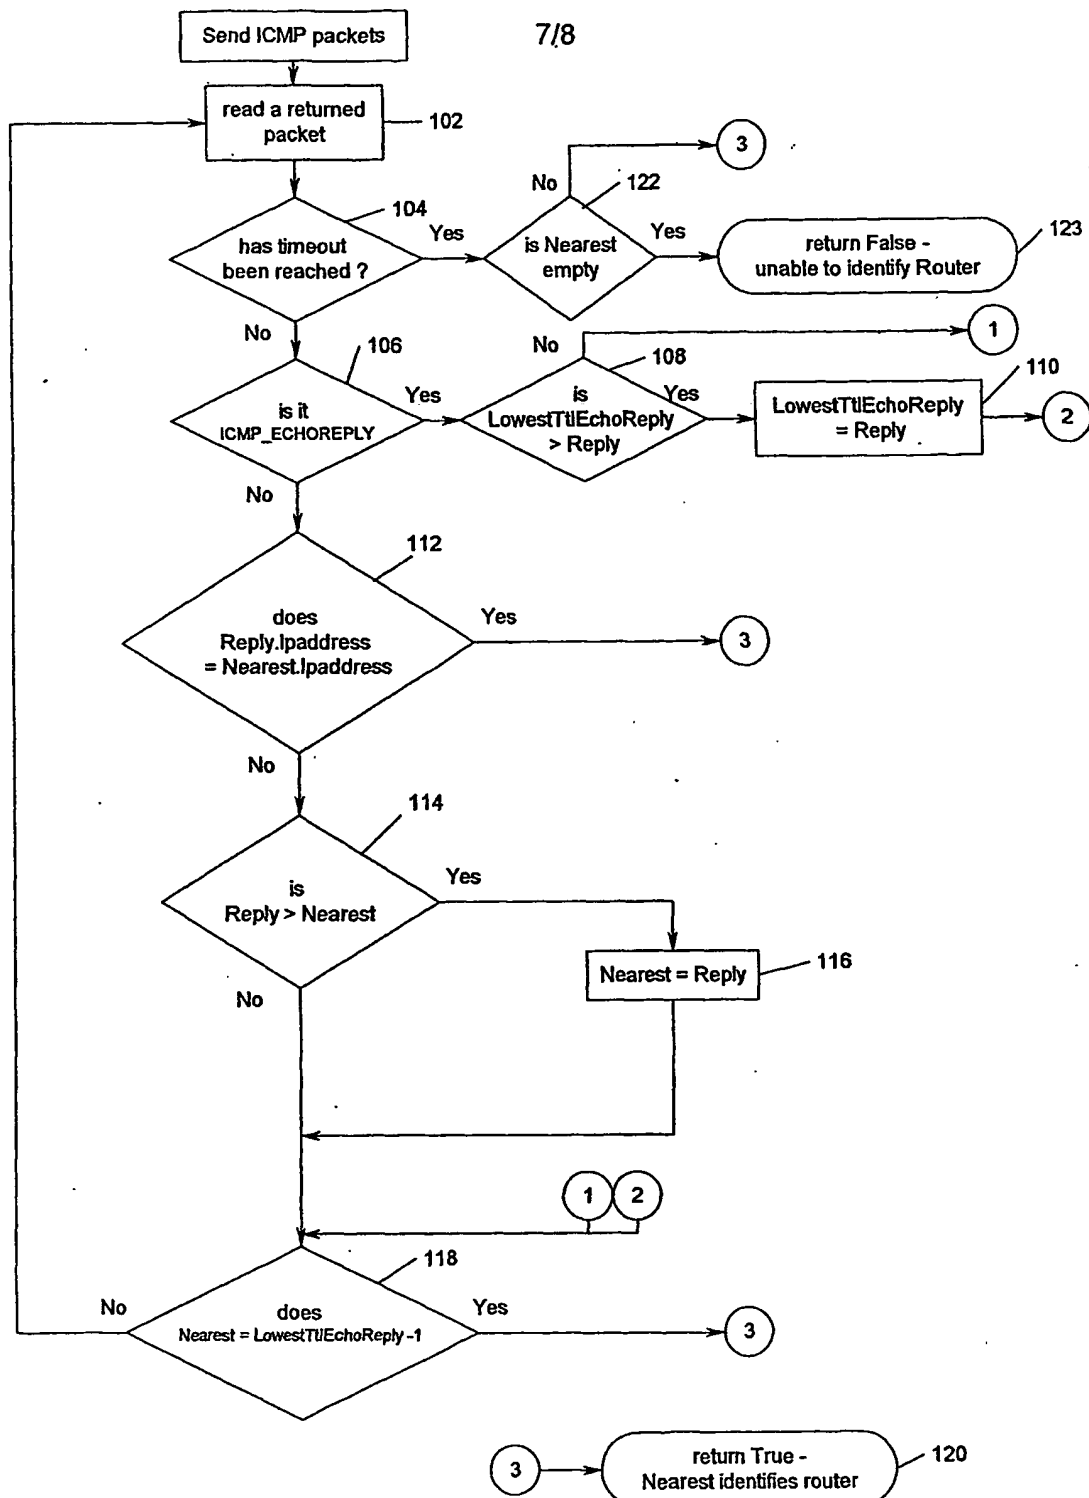 Send ICMP packets
7/8
read a returned
packet
102
3
No
122
104
Yes
Yes
has timeout
been reached ?
is Nearest
empty
return False -
unable to identify Router
123
No
No
1
106
108
Yes
Yes
110
is it
ICMP_ECHOREPLY
is
LowestTtlEchoReply
> Reply
LowestTtlEchoReply
= Reply
2
No
112
does
Reply.Ipaddress
= Nearest.Ipaddress
Yes
3
No
114
is
Reply > Nearest
Yes
Nearest = Reply
116
No
1
2
118
No
does
Nearest = LowestTtlEchoReply -1
Yes
3
3
return True -
Nearest identifies router
120